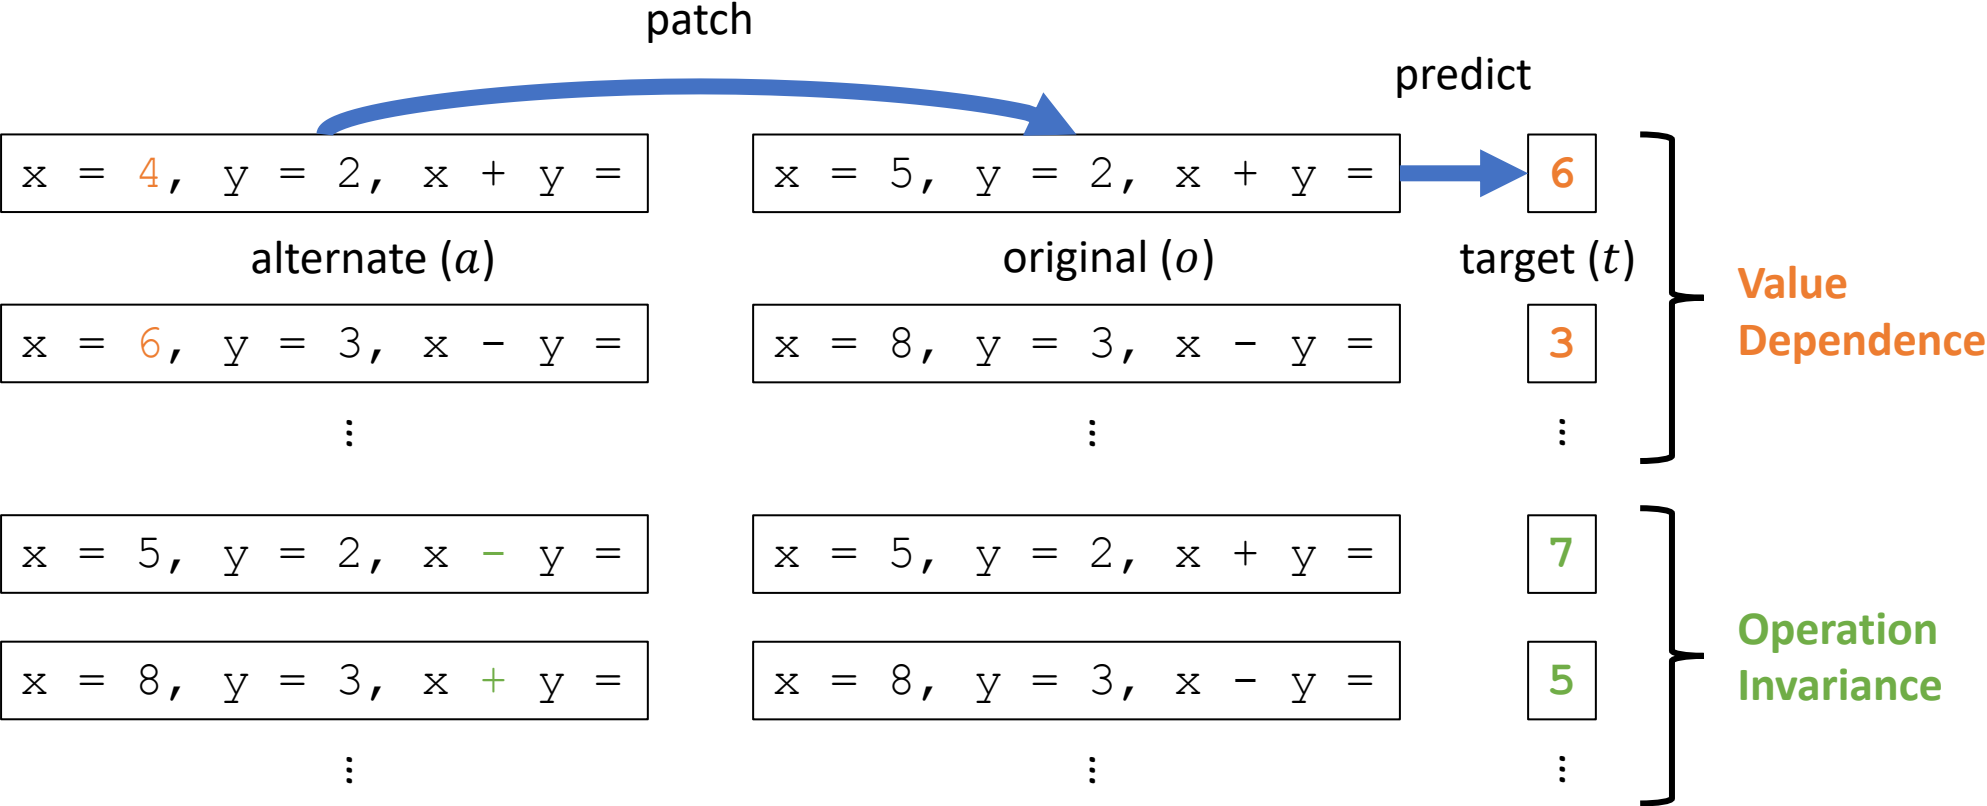 patch
predict
x = 4, y = 2, x + y =
x = 5, y = 2, x + y =
6
alternate (a)
original (o)
target (t)
Value
Dependence
x = 6, y = 3, x - y =
x = 8, y = 3, x - y =
3
⋮ ⋮ ⋮
x = 5, y = 2, x - y =
x = 5, y = 2, x + y =
7
Operation
Invariance
x = 8, y = 3, x + y =
x = 8, y = 3, x - y =
5
⋮ ⋮ ⋮